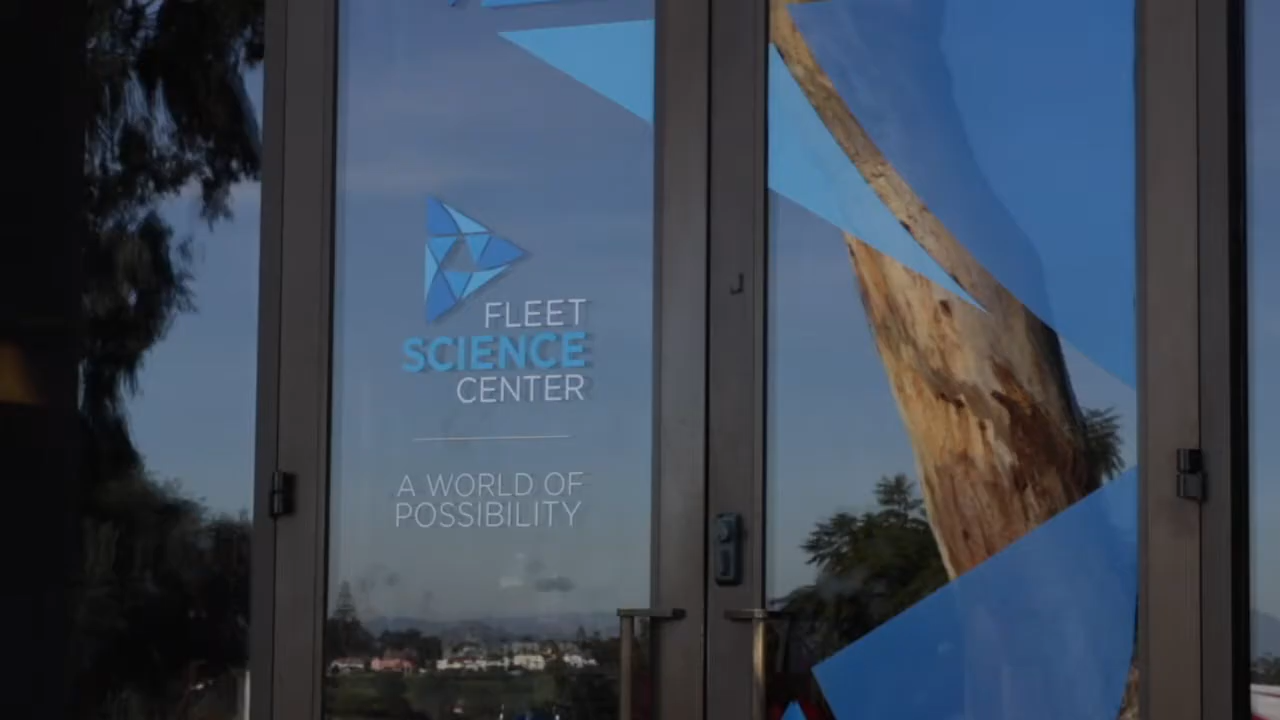 FLEET
SCIENCE
CENTER
A WORLD OF
POSSIBILITY